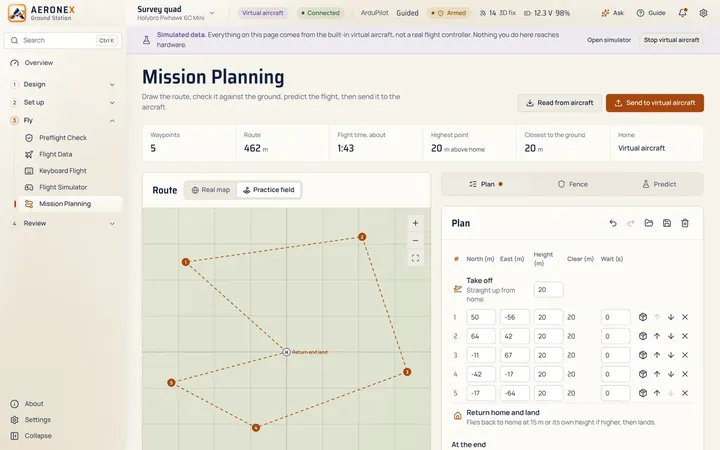 AERONEX
Ground Station
Survey quad
Holybro Pixhawk 6C Mini
Virtual aircraft
Connected
ArduPilot
Guided
Armed
14 3D fix
12.3 V 98%
Ask
Guide
Search
Ctrl K
Simulated data. Everything on this page comes from the built-in virtual aircraft, not a real flight controller. Nothing you do here reaches
hardware.
Open simulator
Stop virtual aircraft
Overview
1 Design
2 Set up
3 Fly
Preflight Check
Flight Data
Keyboard Flight
Flight Simulator
Mission Planning
4 Review
About
Settings
Collapse
Mission Planning
Draw the route, check it against the ground, predict the flight, then send it to the
aircraft.
Read from aircraft
Send to virtual aircraft
Waypoints
5
Route
462 m
Flight time, about
1:43
Highest point
20 m above home
Closest to the ground
20 m
Home
Virtual aircraft
Route
Real map
Practice field
+
−
1
2
H Return and land
3
5
4
Plan
Fence
Predict
Plan
# North (m) East (m) Height (m) Clear (m) Wait (s)
Take off
Straight up from
home
20
1 50 -56 20 20 0
2 64 42 20 20 0
3 -11 67 20 20 0
4 -42 -17 20 20 0
5 -17 -64 20 20 0
Return home and land
Flies back to home at 15 m or its own height if higher, then lands.
At the end